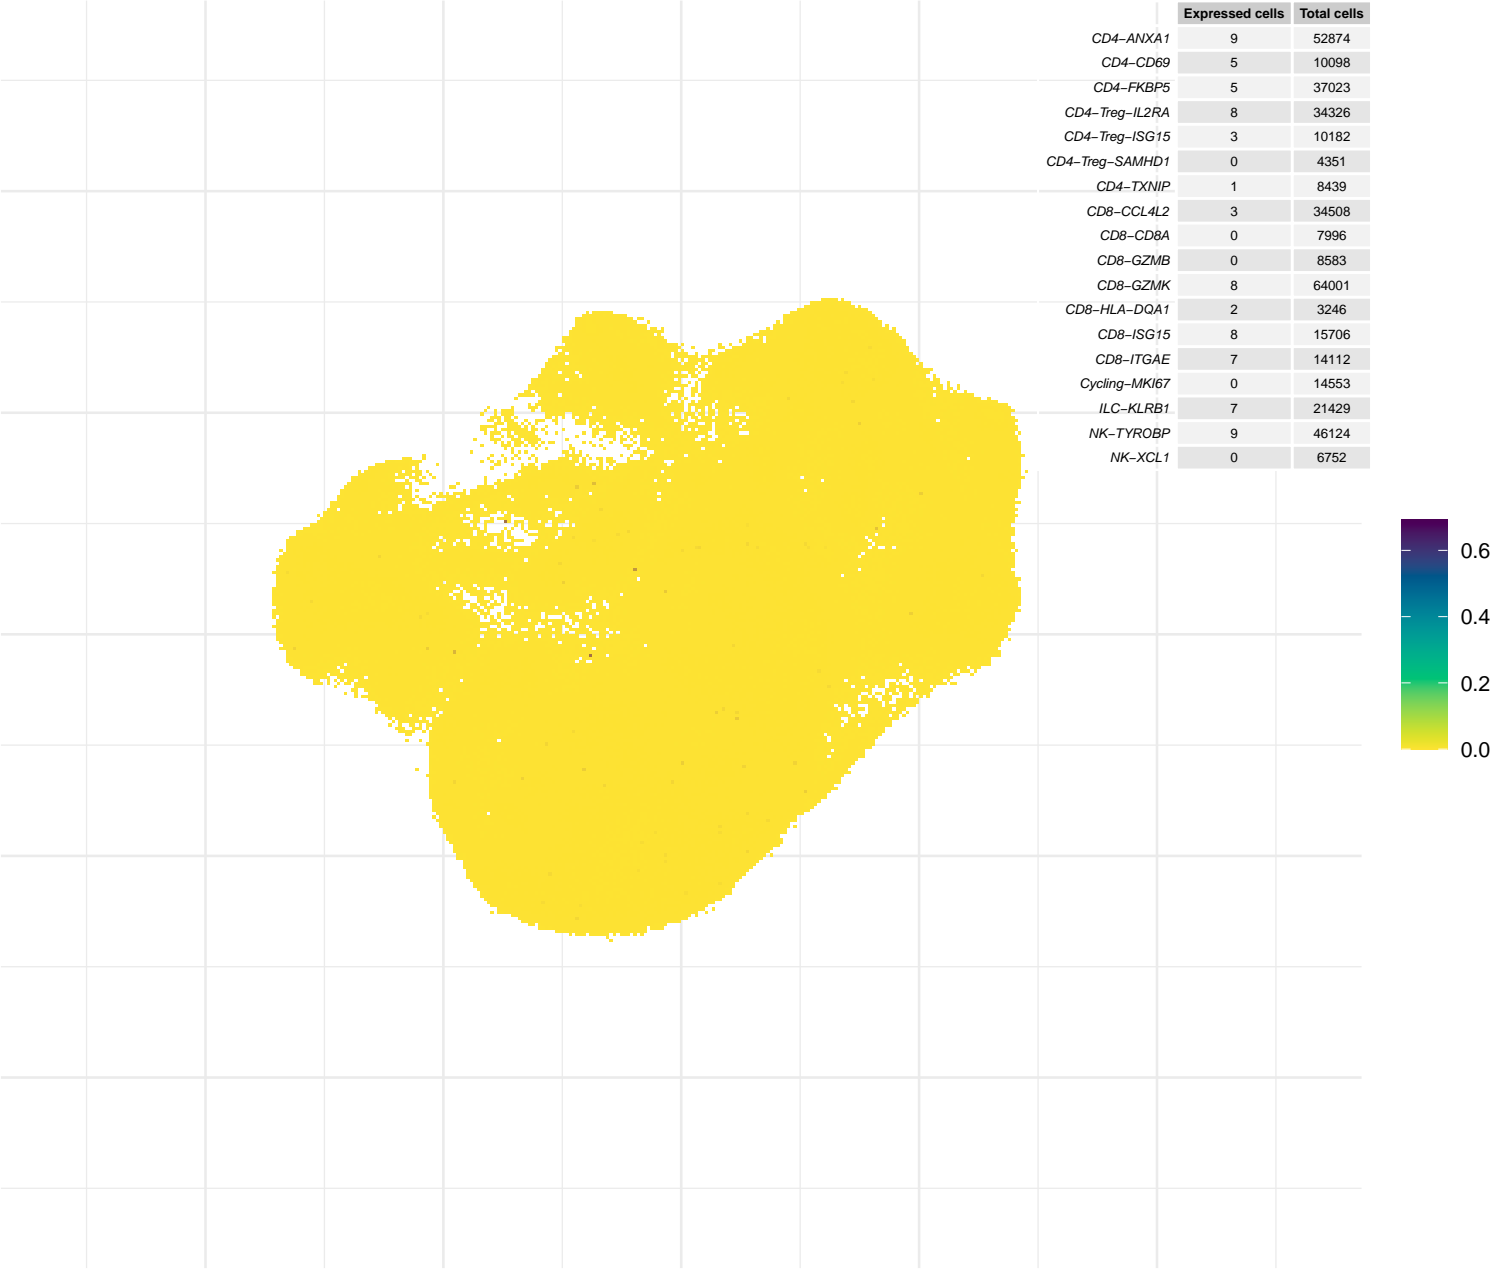 Expressed cells Total cells
CD4−ANXA1 9 52874
CD4−CD69 5 10098
CD4−FKBP5 5 37023
CD4−Treg−IL2RA 8 34326
CD4−Treg−ISG15 3 10182
CD4−Treg−SAMHD1 0 4351
CD4−TXNIP 1 8439
CD8−CCL4L2 3 34508
CD8−CD8A 0 7996
CD8−GZMB 0 8583
CD8−GZMK 8 64001
CD8−HLA−DQA1 2 3246
CD8−ISG15 8 15706
CD8−ITGAE 7 14112
Cycling−MKI67 0 14553
ILC−KLRB1 7 21429
NK−TYROBP 9 46124
NK−XCL1 0 6752
0.6
0.4
0.2
0.0